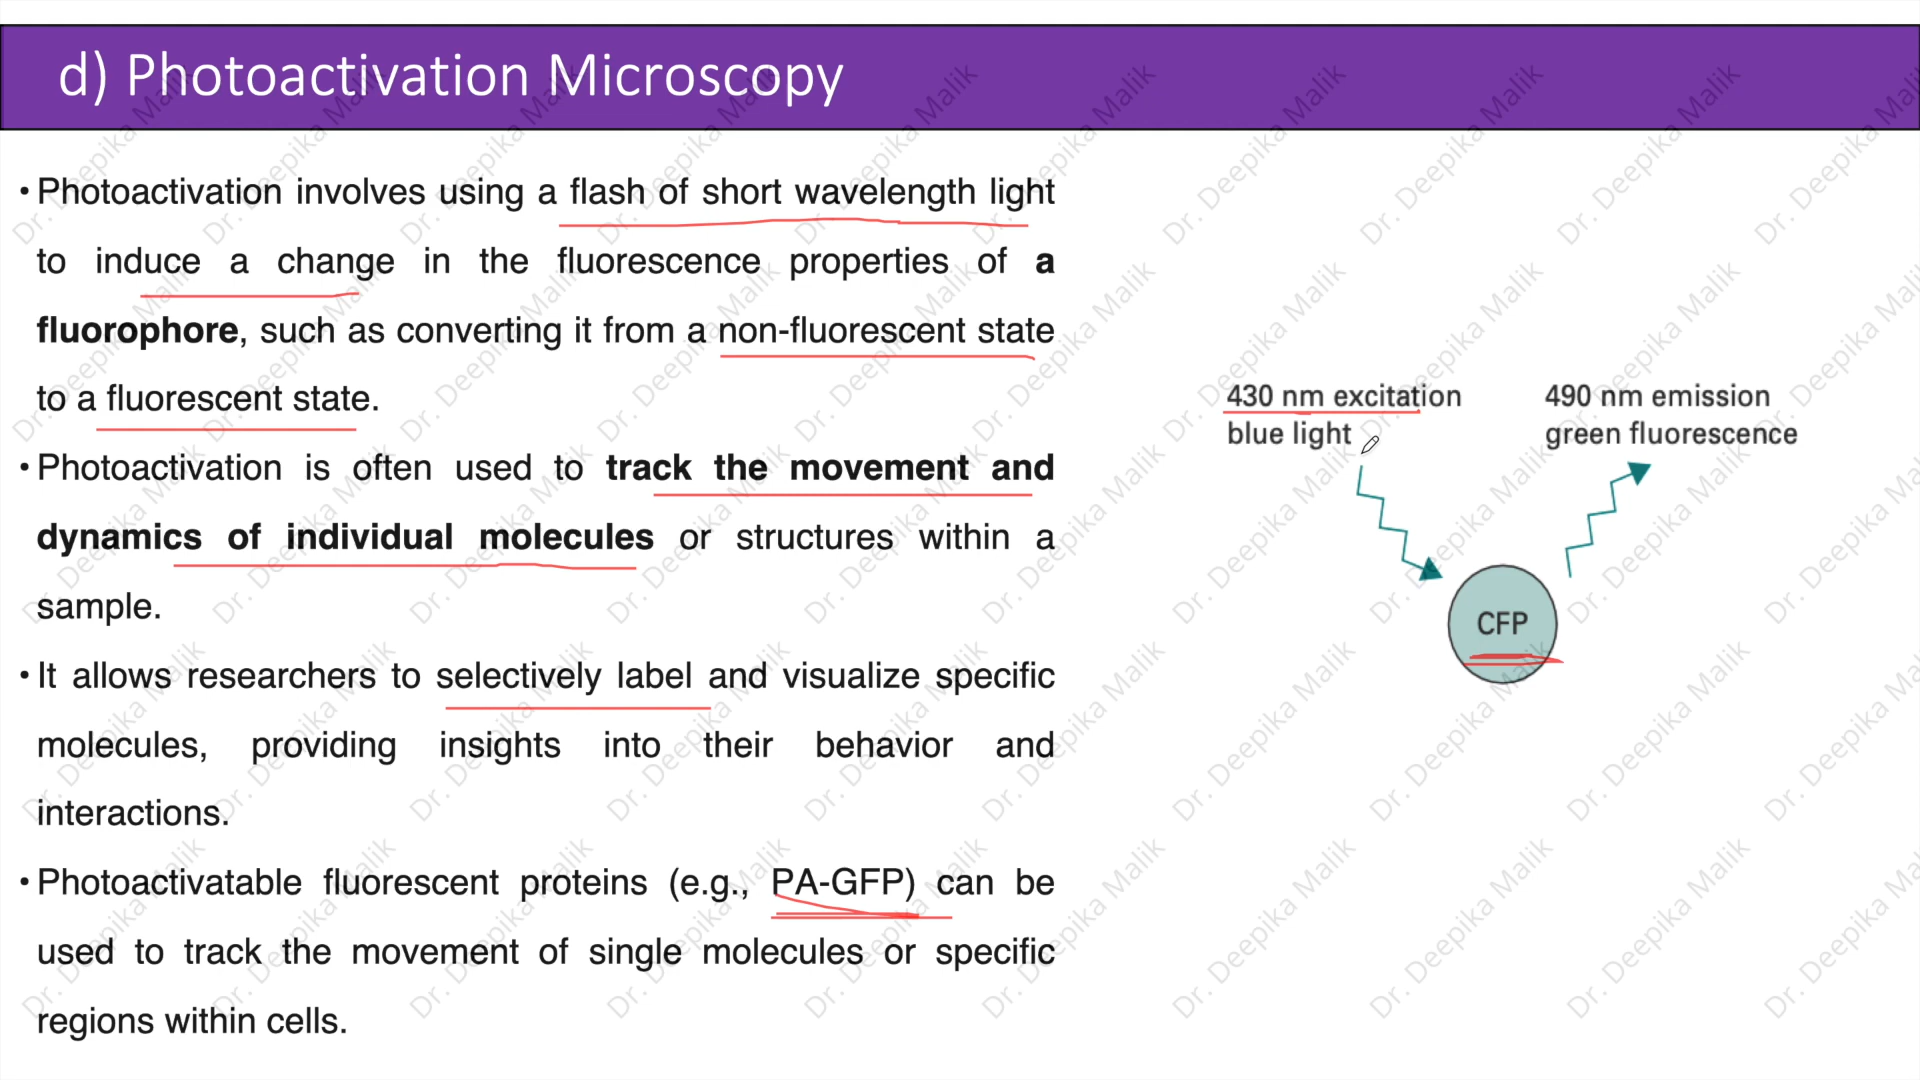 d) Photoactivation Microscopy
• Photoactivation involves using a flash of short wavelength light
to induce a change in the fluorescence properties of a
fluorophore, such as converting it from a non-fluorescent state
to a fluorescent state.
• Photoactivation is often used to track the movement and
dynamics of individual molecules or structures within a
sample.
• It allows researchers to selectively label and visualize specific
molecules, providing insights into their behavior and
interactions.
• Photoactivatable fluorescent proteins (e.g., PA-GFP) can be
used to track the movement of single molecules or specific
regions within cells.
430 nm excitation
blue light
490 nm emission
green fluorescence
CFP
Dr. Deepika Malik